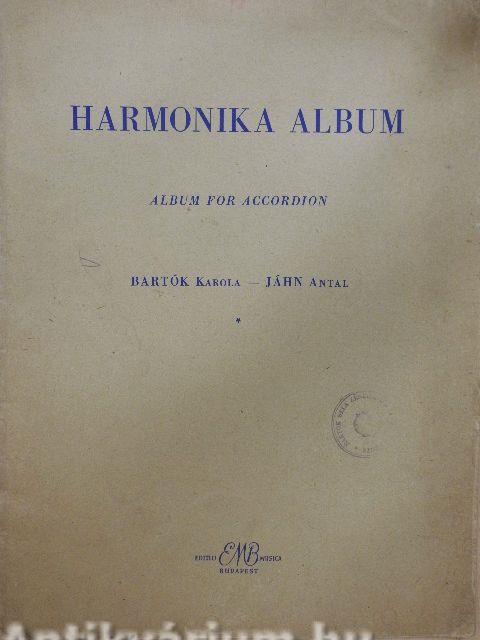 HARMONIKA ALBUM
ALBUM FOR ACCORDION
BARTÓK KAROLA — JÁHN ANTAL
*
EDITIO EMB MUSICA
BUDAPEST
Antikvárium.hu